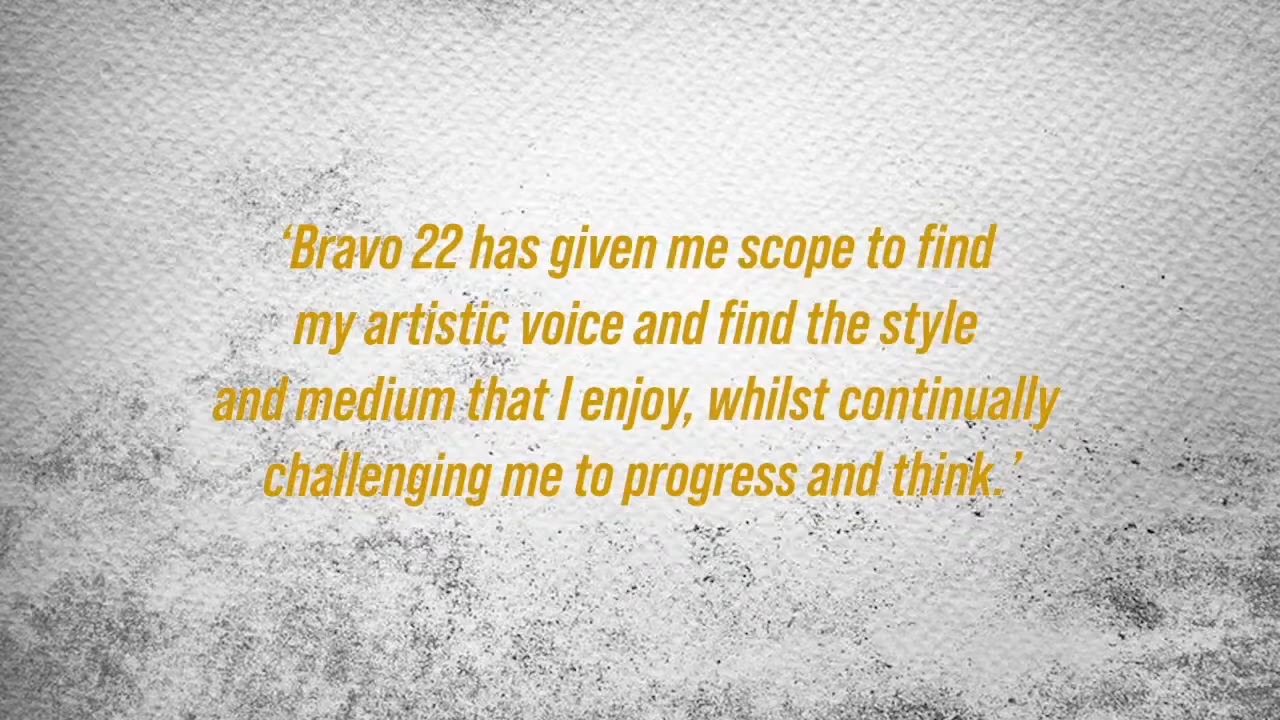 ‘Bravo 22 has given me scope to find
my artistic voice and find the style
and medium that I enjoy, whilst continually
challenging me to progress and think.’